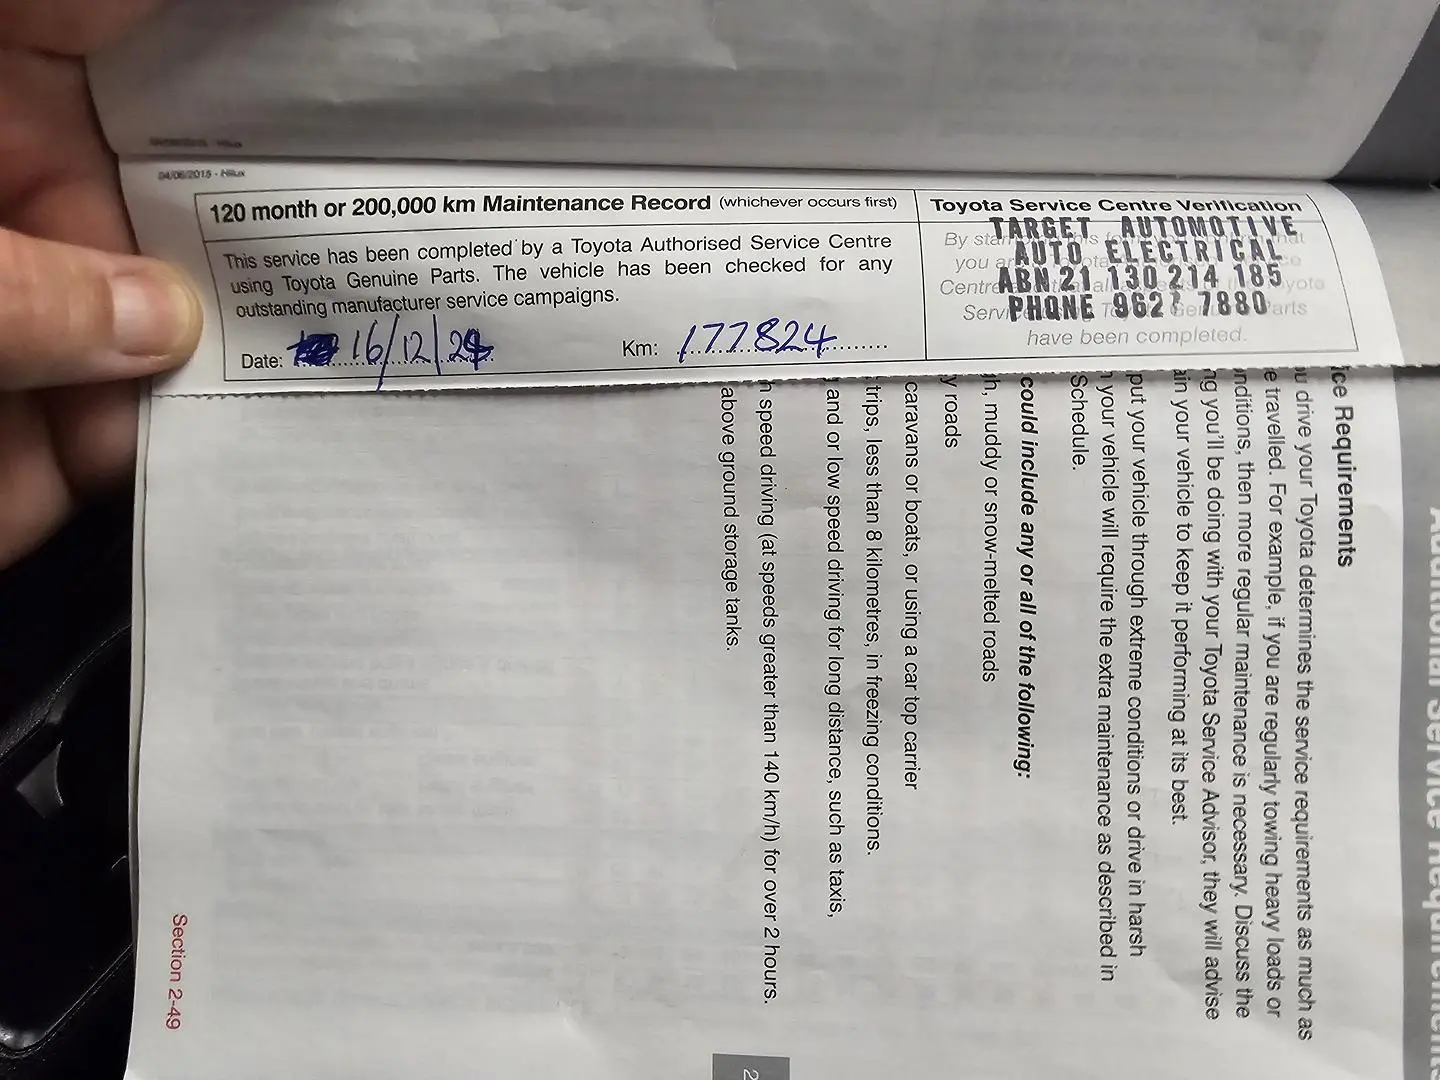 04/06/2015 - Hilux
120 month or 200,000 km Maintenance Record (whichever occurs first)
This service has been completed by a Toyota Authorised Service Centre
using Toyota Genuine Parts. The vehicle has been checked for any
outstanding manufacturer service campaigns.
Date: 16/12/24
Km: 177824
Toyota Service Centre Verification
TARGET AUTOMOTIVE
AUTO ELECTRICAL
ABN 21 130 214 185
PHONE 9627 7880
have been completed.
ice Requirements
u drive your Toyota determines the service requirements as much as
e travelled. For example, if you are regularly towing heavy loads or
nditions, then more regular maintenance is necessary. Discuss the
ng you'll be doing with your Toyota Service Advisor, they will advise
ain your vehicle to keep it performing at its best.
put your vehicle through extreme conditions or drive in harsh
your vehicle will require the extra maintenance as described in
Schedule.
could include any or all of the following:
h, muddy or snow-melted roads
y roads
caravans or boats, or using a car top carrier
trips, less than 8 kilometres, in freezing conditions.
and or low speed driving for long distance, such as taxis,
h speed driving (at speeds greater than 140 km/h) for over 2 hours.
above ground storage tanks.
Section 2-49